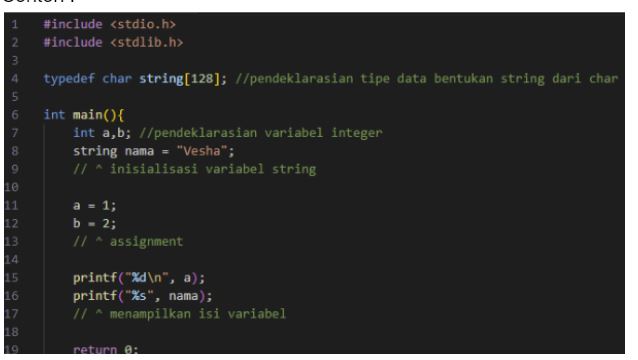 1 #include <stdio.h>
2 #include <stdlib.h>
3
4 typedef char string[128]; //pendeklarasian tipe data bentukan string dari char
5
6 int main(){
7 int a,b; //pendeklarasian variabel integer
8 string nama = "Vesha";
9 // ^ inisialisasi variabel string
10
11 a = 1;
12 b = 2;
13 // ^ assignment
14
15 printf("%d\n", a);
16 printf("%s", nama);
17 // ^ menampilkan isi variabel
18
19 return 0;